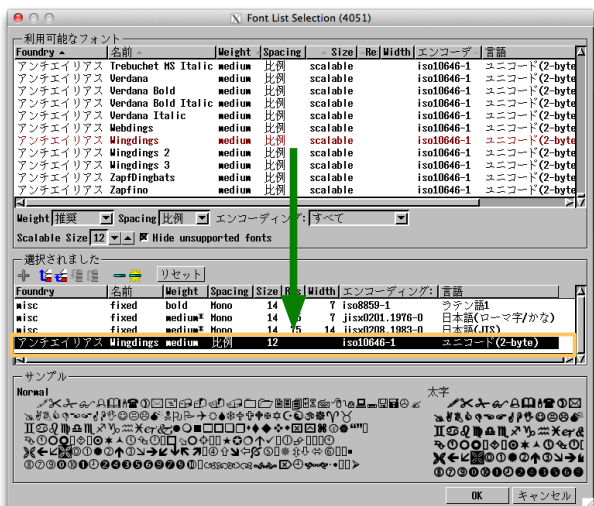 Font List Selection (4051)
利用可能なフォント
Foundry 名前 Weight Spacing Size Re Width エンコーデ 言語
アンチエイリアス Trebuchet MS Italic medium 比例 scalable iso10646-1 ユニコード(2-byte
アンチエイリアス Verdana medium 比例 scalable iso10646-1 ユニコード(2-byte
アンチエイリアス Verdana Bold medium 比例 scalable iso10646-1 ユニコード(2-byte
アンチエイリアス Verdana Bold Italic medium 比例 scalable iso10646-1 ユニコード(2-byte
アンチエイリアス Verdana Italic medium 比例 scalable iso10646-1 ユニコード(2-byte
アンチエイリアス Webdings medium 比例 scalable iso10646-1 ユニコード(2-byte
アンチエイリアス Wingdings medium 比例 scalable iso10646-1 ユニコード(2-byte
アンチエイリアス Wingdings 2 medium 比例 scalable iso10646-1 ユニコード(2-byte
アンチエイリアス Wingdings 3 medium 比例 scalable iso10646-1 ユニコード(2-byte
アンチエイリアス ZapfDingbats medium 比例 scalable iso10646-1 ユニコード(2-byte
アンチエイリアス Zapfino medium 比例 scalable iso10646-1 ユニコード(2-byte
Weight 推奨 Spacing 比例 エンコーディング: すべて
Scalable Size 12 Hide unsupported fonts
選択されました
リセット
Foundry 名前 Weight Spacing Size Res Width エンコーディング: 言語
misc fixed bold Mono 14 7 iso8859-1 ラテン語1
misc fixed medium* Mono 14 7 jisx0201.1976-0 日本語(ローマ字/かな)
misc fixed medium* Mono 14 75 14 jisx0208.1983-0 日本語(JIS)
アンチエイリアス Wingdings medium 比例 12 iso10646-1 ユニコード(2-byte)
サンプル
Normal 太字
OK キャンセル